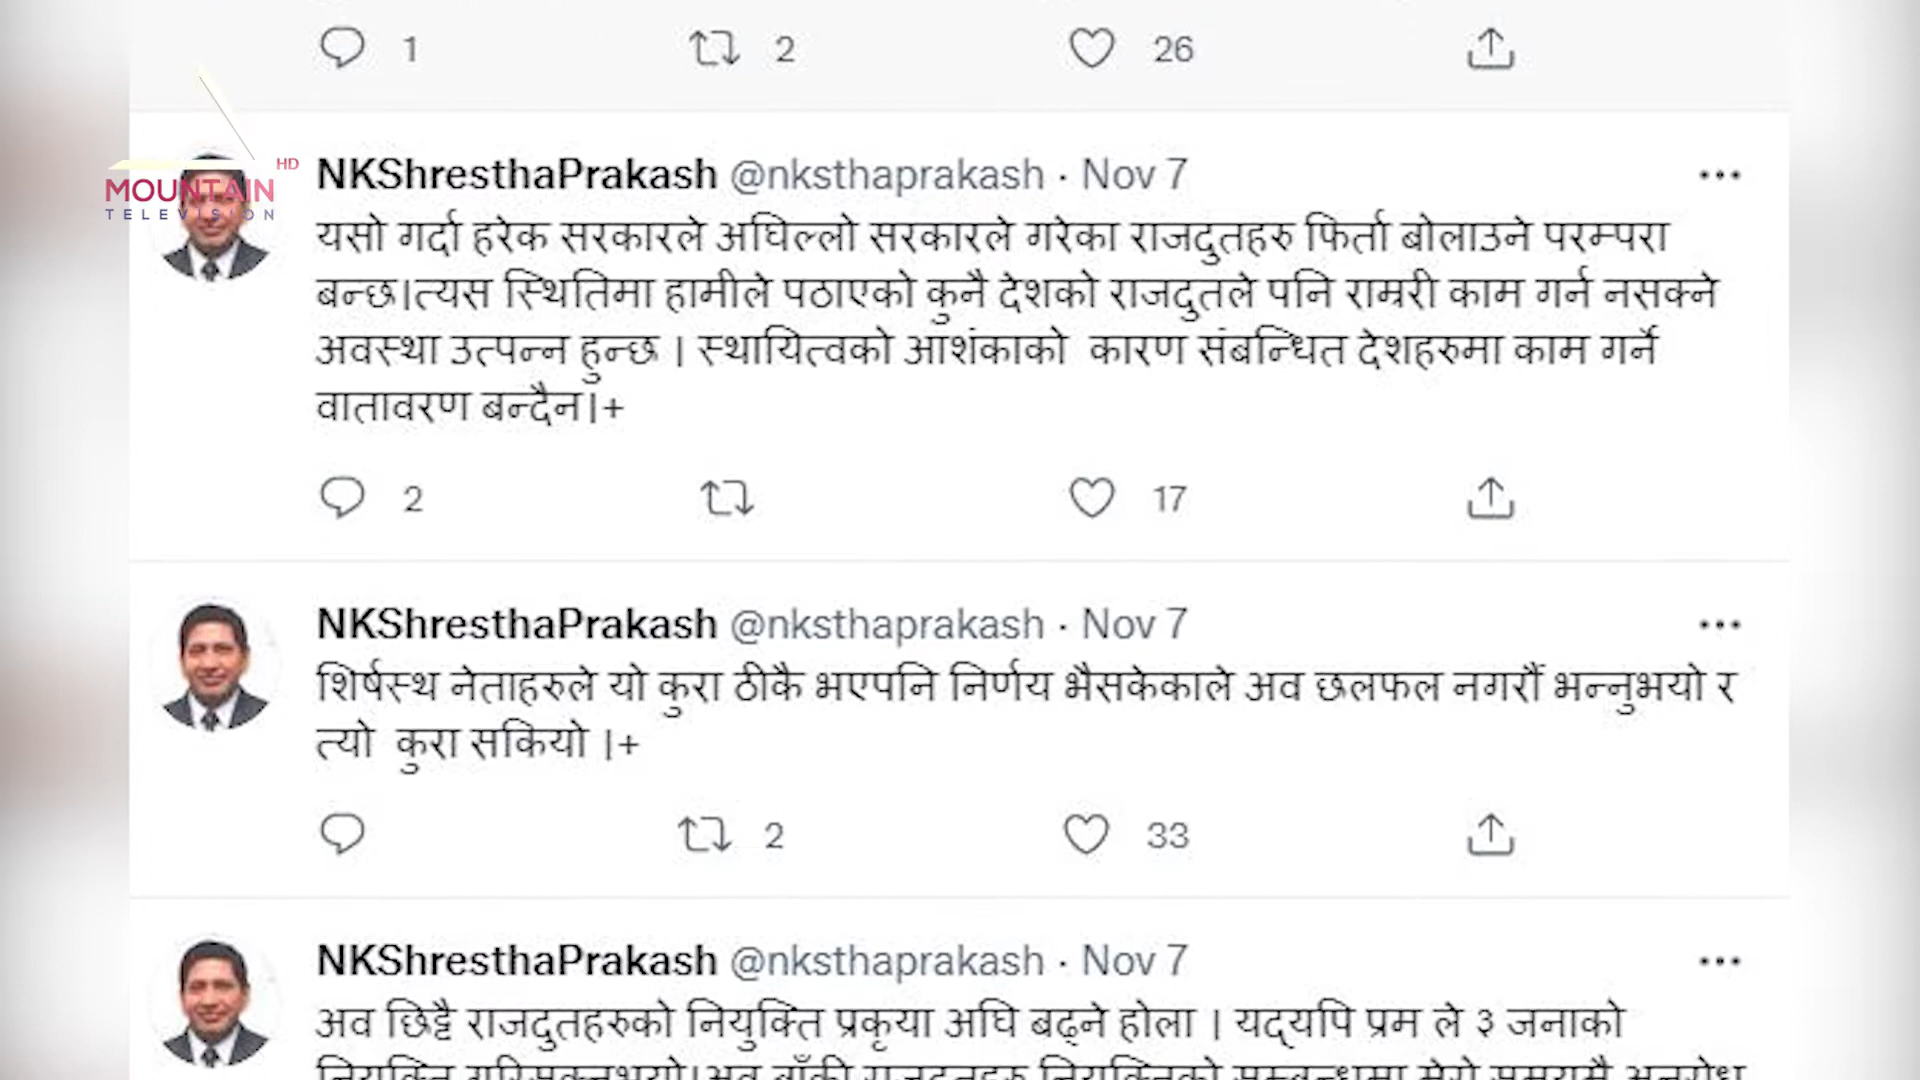 1 2 26
HD
MOUNTAIN
TELEVISION
NKShresthaPrakash @nksthaprakash · Nov 7
यसो गर्दा हरेक सरकारले अघिल्लो सरकारले गरेका राजदुतहरु फिर्ता बोलाउने परम्परा
बन्छ।त्यस स्थितिमा हामीले पठाएको कुनै देशको राजदुतले पनि राम्ररी काम गर्न नसक्ने
अवस्था उत्पन्न हुन्छ । स्थायित्वको आशंकाको कारण संबन्धित देशहरुमा काम गर्ने
वातावरण बन्दैन।+
2 17
NKShresthaPrakash @nksthaprakash · Nov 7
शिर्षस्थ नेताहरुले यो कुरा ठीकै भएपनि निर्णय भैसकेकाले अव छलफल नगरौं भन्नुभयो र
त्यो कुरा सकियो ।+
2 33
NKShresthaPrakash @nksthaprakash · Nov 7
अव छिट्टै राजदुतहरुको नियुक्ति प्रकृया अघि बढ्ने होला । यद्यपि प्रम ले ३ जनाको